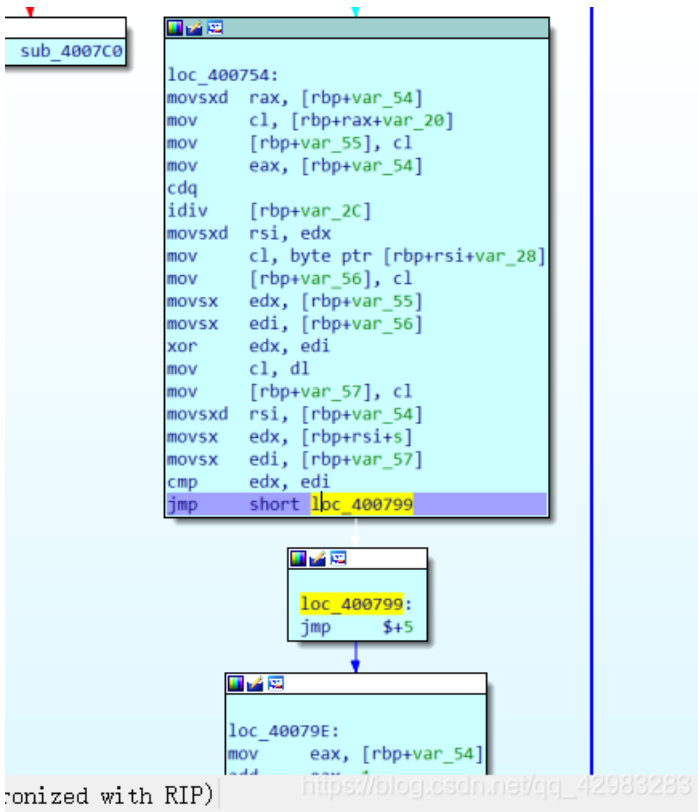 sub_4007C0
loc_400754:
movsxd rax, [rbp+var_54]
mov cl, [rbp+rax+var_20]
mov [rbp+var_55], cl
mov eax, [rbp+var_54]
cdq
idiv [rbp+var_2C]
movsxd rsi, edx
mov cl, byte ptr [rbp+rsi+var_28]
mov [rbp+var_56], cl
movsx edx, [rbp+var_55]
movsx edi, [rbp+var_56]
xor edx, edi
mov cl, dl
mov [rbp+var_57], cl
movsxd rsi, [rbp+var_54]
movsx edx, [rbp+rsi+s]
movsx edi, [rbp+var_57]
cmp edx, edi
jmp short loc_400799
loc_400799:
jmp $+5
loc_40079E:
mov eax, [rbp+var_54]
ronized with RIP)
https://blog.csdn.net/qq_42983283